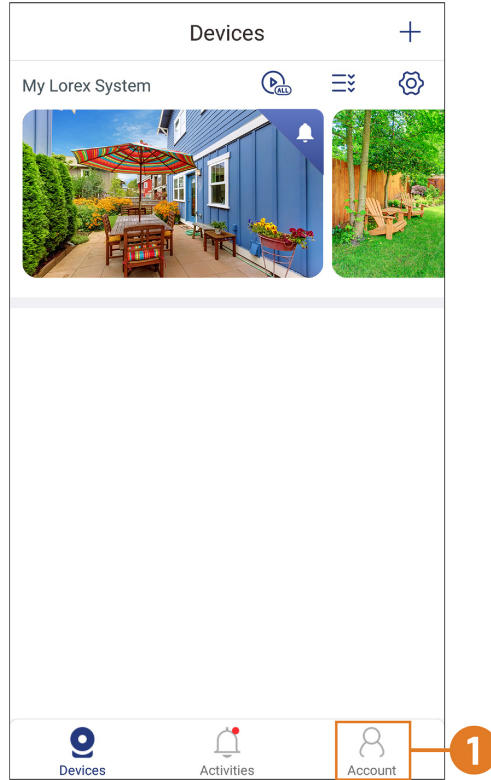 Devices
My Lorex System
ALL
Devices
Activities
Account
1